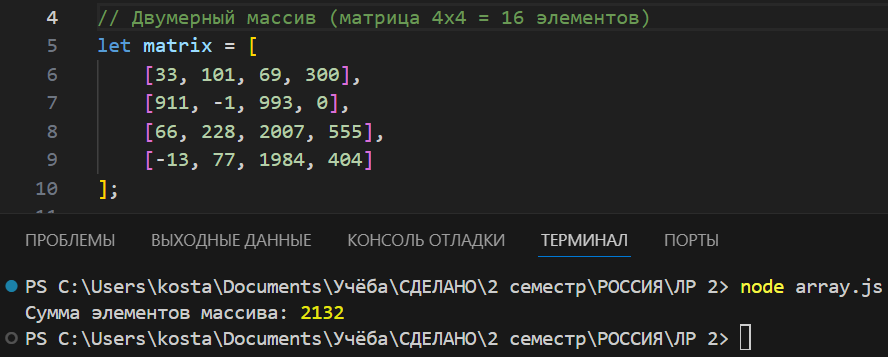 4 // Двумерный массив (матрица 4x4 = 16 элементов)
5 let matrix = [
6 [33, 101, 69, 300],
7 [911, -1, 993, 0],
8 [66, 228, 2007, 555],
9 [-13, 77, 1984, 404]
10 ];
ПРОБЛЕМЫ ВЫХОДНЫЕ ДАННЫЕ КОНСОЛЬ ОТЛАДКИ ТЕРМИНАЛ ПОРТЫ
PS C:\Users\kosta\Documents\Учёба\СДЕЛАНО\2 семестр\РОССИЯ\ЛР 2> node array.js
Сумма элементов массива: 2132
PS C:\Users\kosta\Documents\Учёба\СДЕЛАНО\2 семестр\РОССИЯ\ЛР 2>